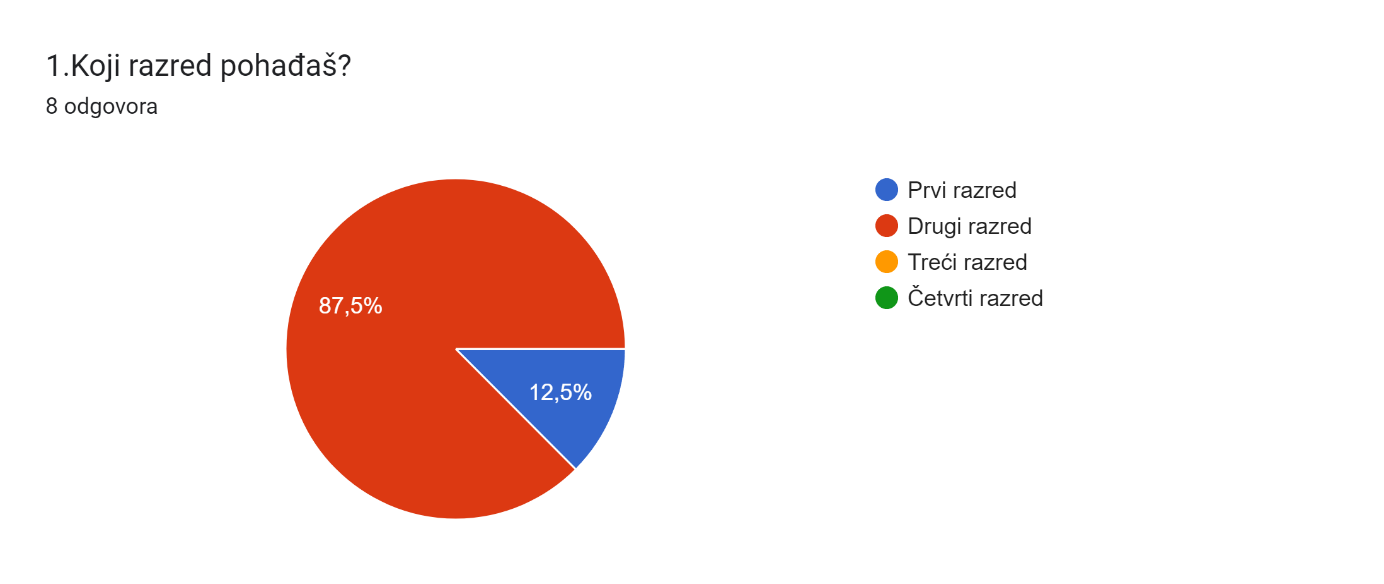 1.Koji razred pohađaš?
8 odgovora
87,5%
12,5%
Prvi razred
Drugi razred
Treći razred
Četvrti razred